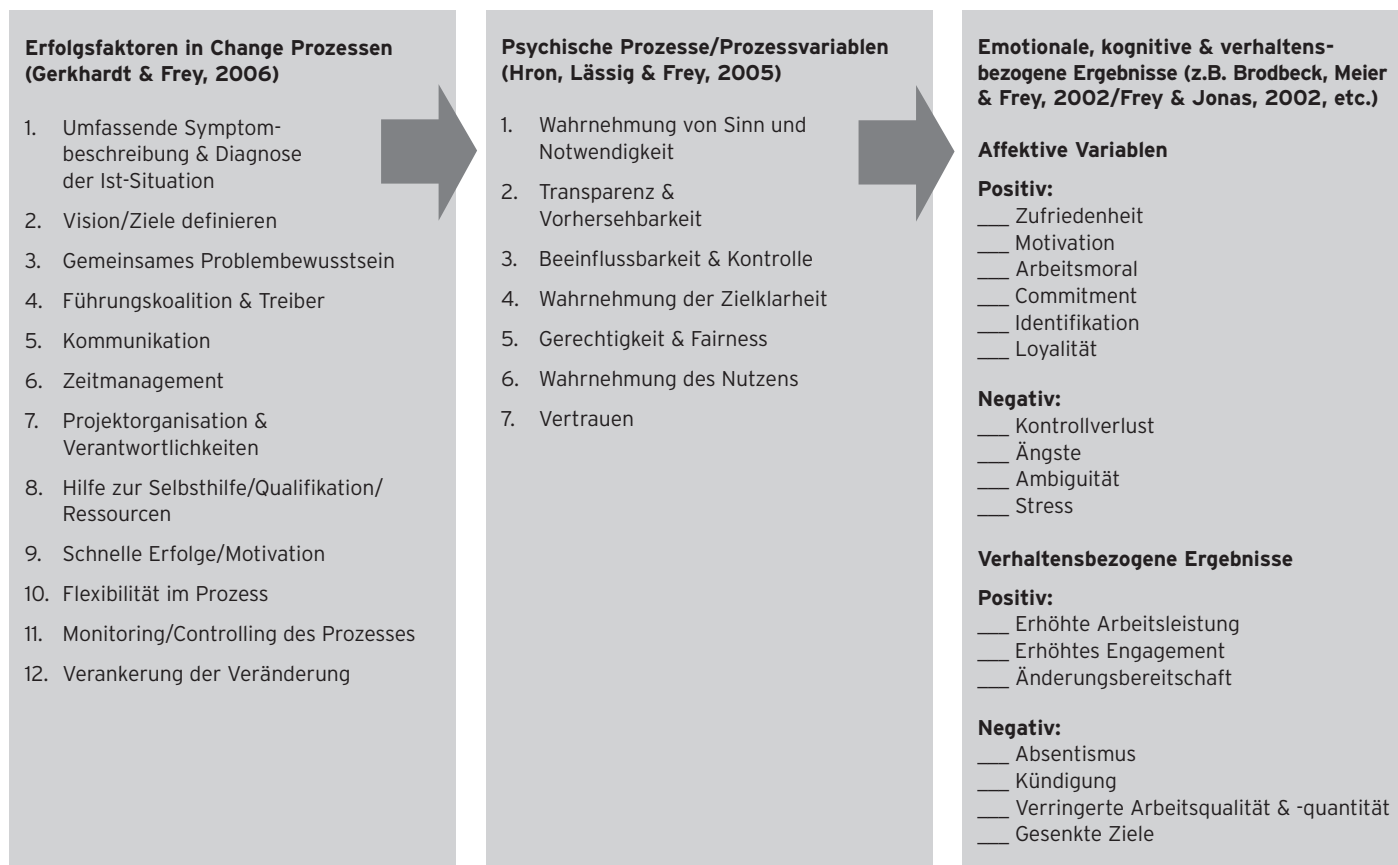 Erfolgsfaktoren in Change Prozessen
(Gerkhardt & Frey, 2006)
1. Umfassende Symptom-
beschreibung & Diagnose
der Ist-Situation
2. Vision/Ziele definieren
3. Gemeinsames Problembewusstsein
4. Führungskoalition & Treiber
5. Kommunikation
6. Zeitmanagement
7. Projektorganisation &
Verantwortlichkeiten
8. Hilfe zur Selbsthilfe/Qualifikation/
Ressourcen
9. Schnelle Erfolge/Motivation
10. Flexibilität im Prozess
11. Monitoring/Controlling des Prozesses
12. Verankerung der Veränderung
Psychische Prozesse/Prozessvariablen
(Hron, Lässig & Frey, 2005)
1. Wahrnehmung von Sinn und
Notwendigkeit
2. Transparenz &
Vorhersehbarkeit
3. Beeinflussbarkeit & Kontrolle
4. Wahrnehmung der Zielklarheit
5. Gerechtigkeit & Fairness
6. Wahrnehmung des Nutzens
7. Vertrauen
Emotionale, kognitive & verhaltens-
bezogene Ergebnisse (z.B. Brodbeck, Meier
& Frey, 2002/Frey & Jonas, 2002, etc.)
Affektive Variablen
Positiv:
___ Zufriedenheit
___ Motivation
___ Arbeitsmoral
___ Commitment
___ Identifikation
___ Loyalität
Negativ:
___ Kontrollverlust
___ Ängste
___ Ambiguität
___ Stress
Verhaltensbezogene Ergebnisse
Positiv:
___ Erhöhte Arbeitsleistung
___ Erhöhtes Engagement
___ Änderungsbereitschaft
Negativ:
___ Absentismus
___ Kündigung
___ Verringerte Arbeitsqualität & -quantität
___ Gesenkte Ziele